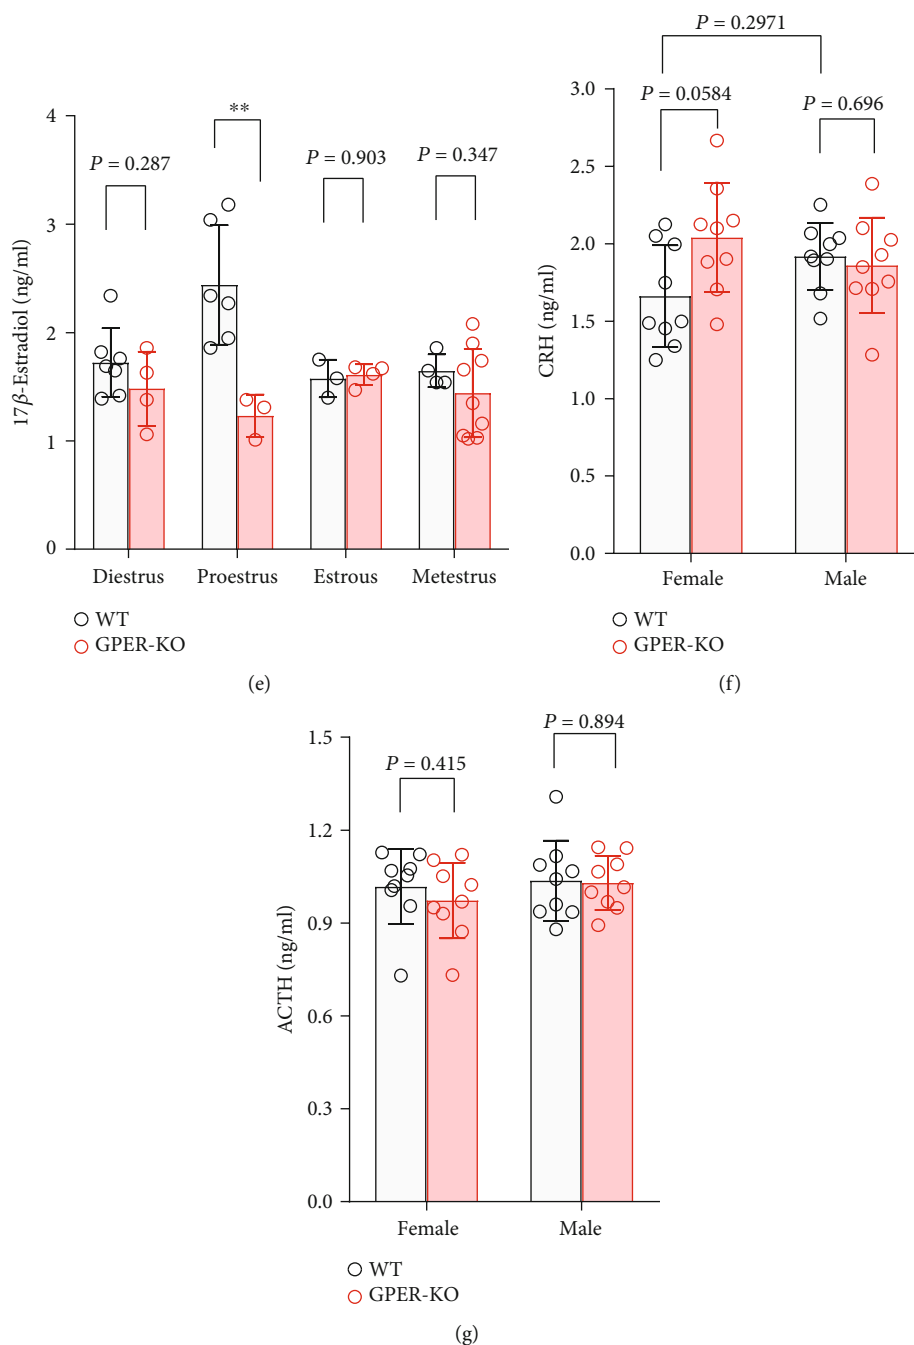 **
P = 0.287
P = 0.903
P = 0.347
4
3
2
1
0
17β-Estradiol (ng/ml)
Diestrus
Proestrus
Estrous
Metestrus
WT
GPER-KO
(e)
P = 0.2971
P = 0.0584
P = 0.696
3.0
2.5
2.0
1.5
1.0
0.5
0.0
CRH (ng/ml)
Female
Male
WT
GPER-KO
(f)
P = 0.894
P = 0.415
1.5
1.2
0.9
0.6
0.3
0.0
ACTH (ng/ml)
Female
Male
WT
GPER-KO
(g)